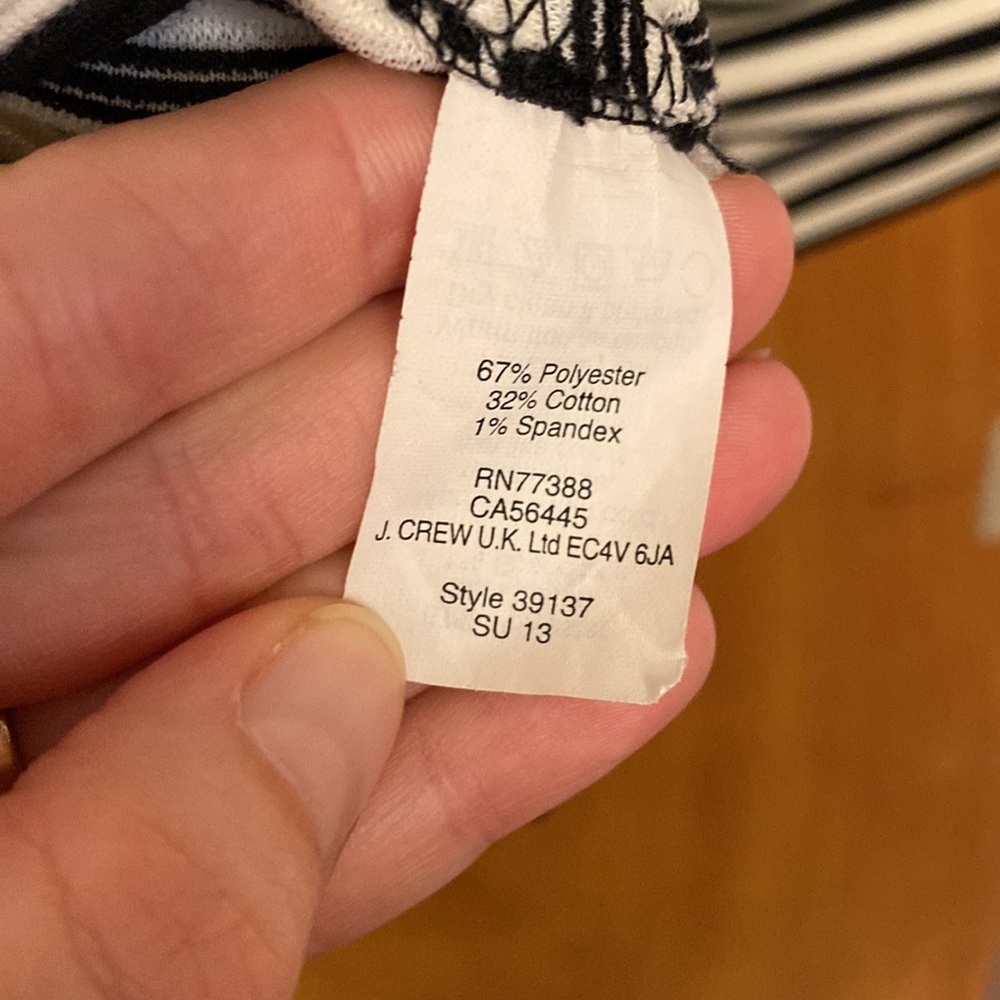 67% Polyester
32% Cotton
1% Spandex
RN77388
CA56445
J. CREW U.K. Ltd EC4V 6JA
Style 39137
SU 13